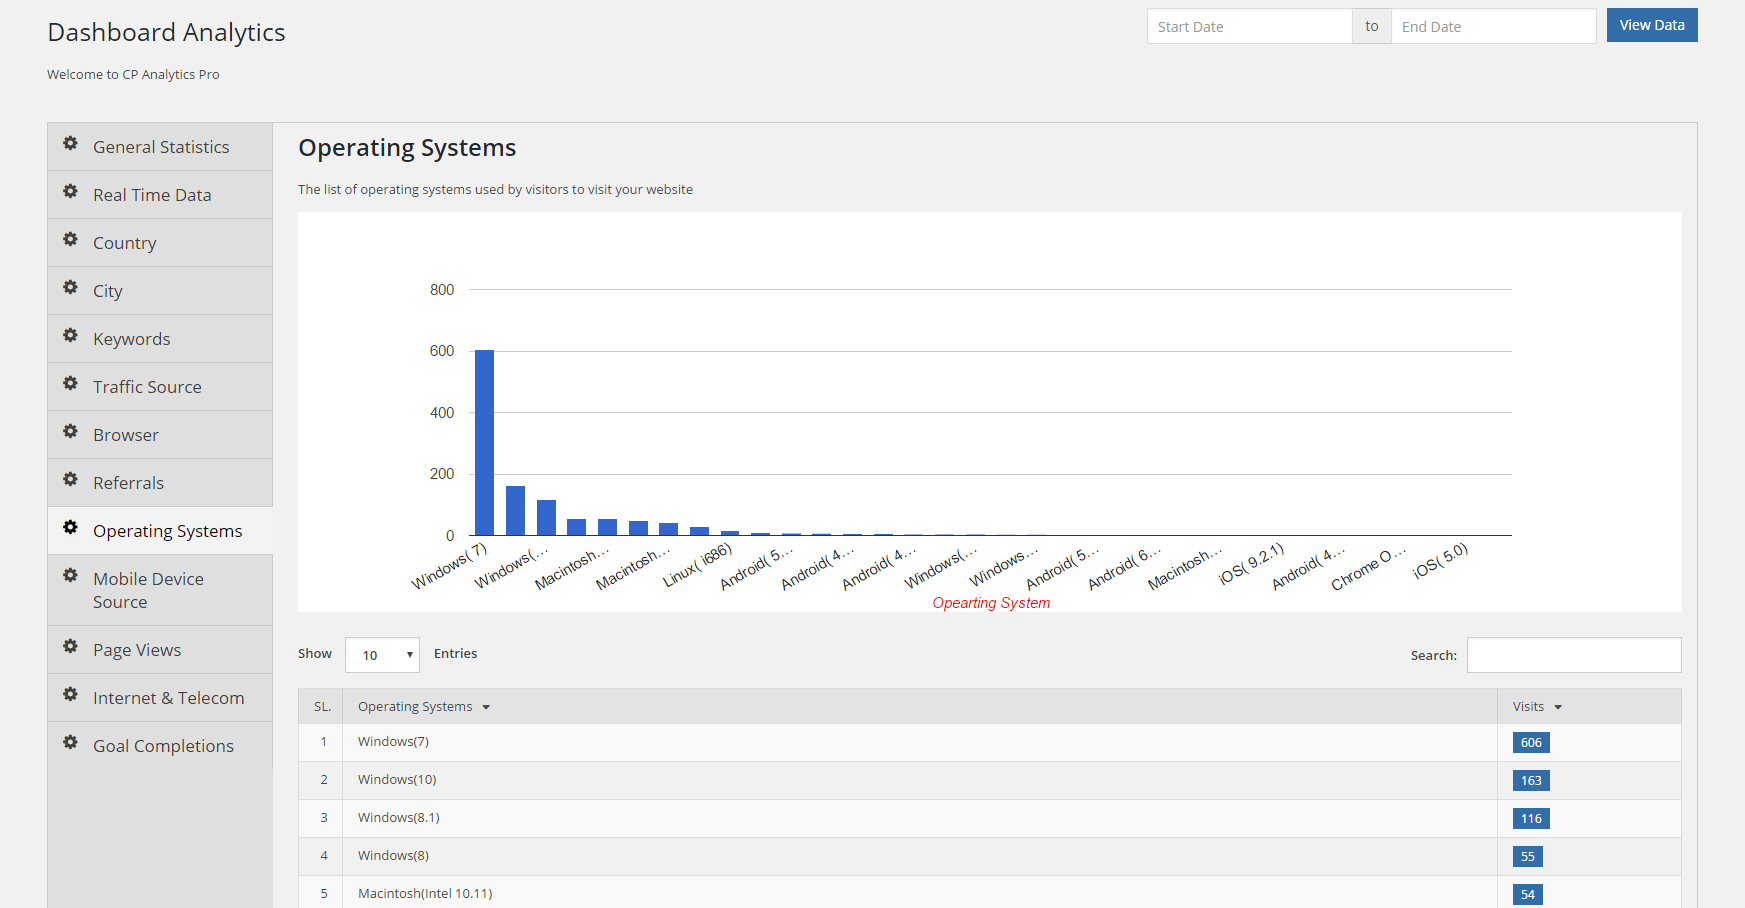 Dashboard Analytics
Start Date to End Date View Data
Welcome to CP Analytics Pro
General Statistics
Real Time Data
Country
City
Keywords
Traffic Source
Browser
Referrals
Operating Systems
Mobile Device
Source
Page Views
Internet & Telecom
Goal Completions
Operating Systems
The list of operating systems used by visitors to visit your website
800
600
400
200
0
Windows( 7)
Windows(...
Macintosh...
Macintosh...
Linux( i686)
Android( 5...
Android( 4...
Android( 4...
Windows(...
Windows...
Android( 5...
Android( 6...
Macintosh...
iOS( 9.2.1)
Android( 4...
Chrome O...
iOS( 5.0)
Opearting System
Show 10 Entries Search:
SL. Operating Systems Visits
1 Windows(7) 606
2 Windows(10) 163
3 Windows(8.1) 116
4 Windows(8) 55
5 Macintosh(Intel 10.11) 54